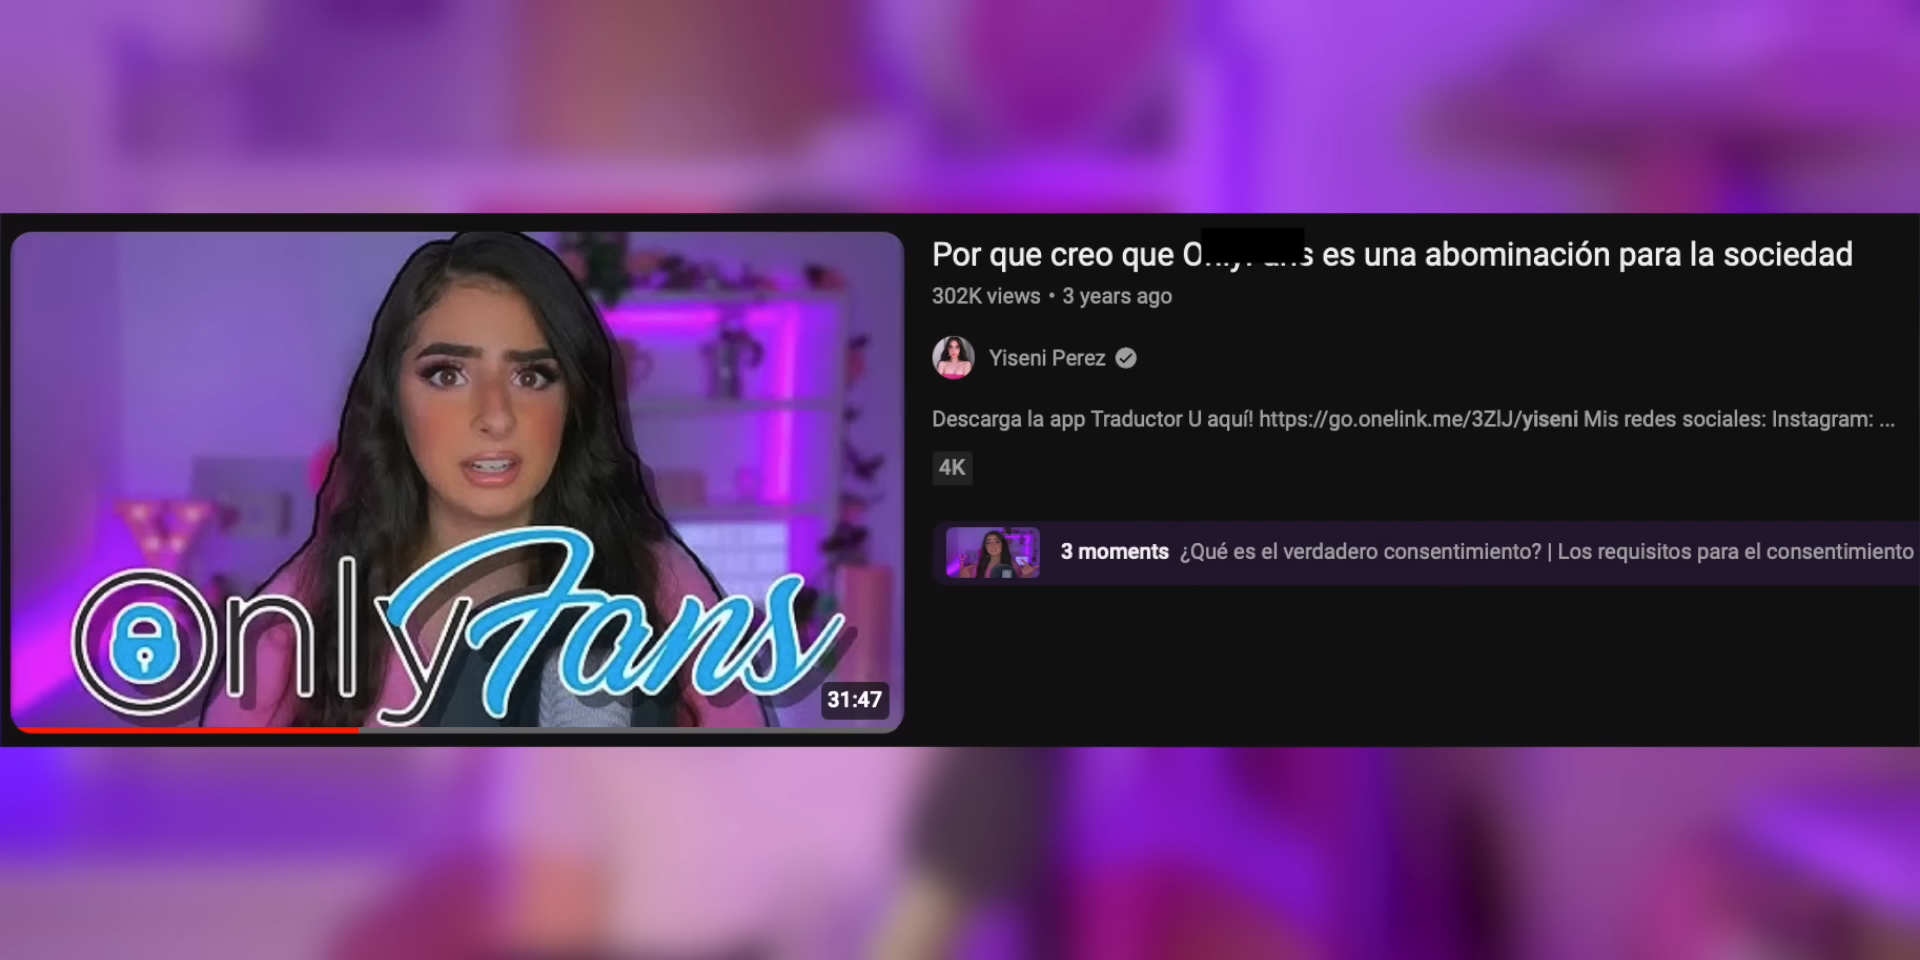 OnlyFans
31:47
Por que creo que OnlyFans es una abominación para la sociedad
302K views • 3 years ago
Yiseni Perez
Descarga la app Traductor U aquí! https://go.onelink.me/3ZlJ/yiseni Mis redes sociales: Instagram: ...
4K
3 moments ¿Qué es el verdadero consentimiento? | Los requisitos para el consentimiento